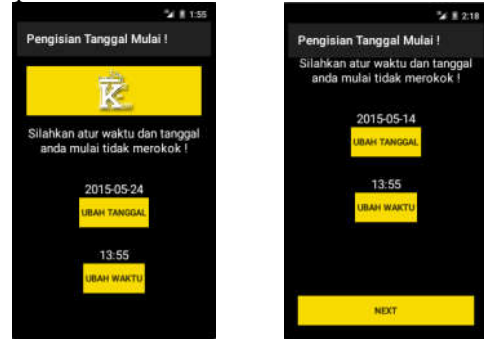 1:55
Pengisian Tanggal Mulai !
Silahkan atur waktu dan tanggal
anda mulai tidak merokok !
2015-05-24
UBAH TANGGAL
13:55
UBAH WAKTU
2:18
Pengisian Tanggal Mulai !
Silahkan atur waktu dan tanggal
anda mulai tidak merokok !
2015-05-14
UBAH TANGGAL
13:55
UBAH WAKTU
NEXT